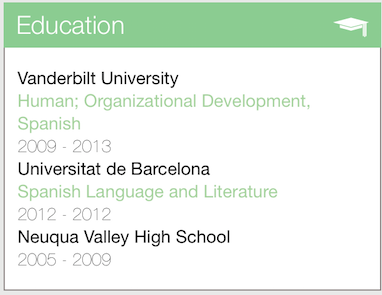 Education
Vanderbilt University
Human; Organizational Development,
Spanish
2009 - 2013
Universitat de Barcelona
Spanish Language and Literature
2012 - 2012
Neuqua Valley High School
2005 - 2009